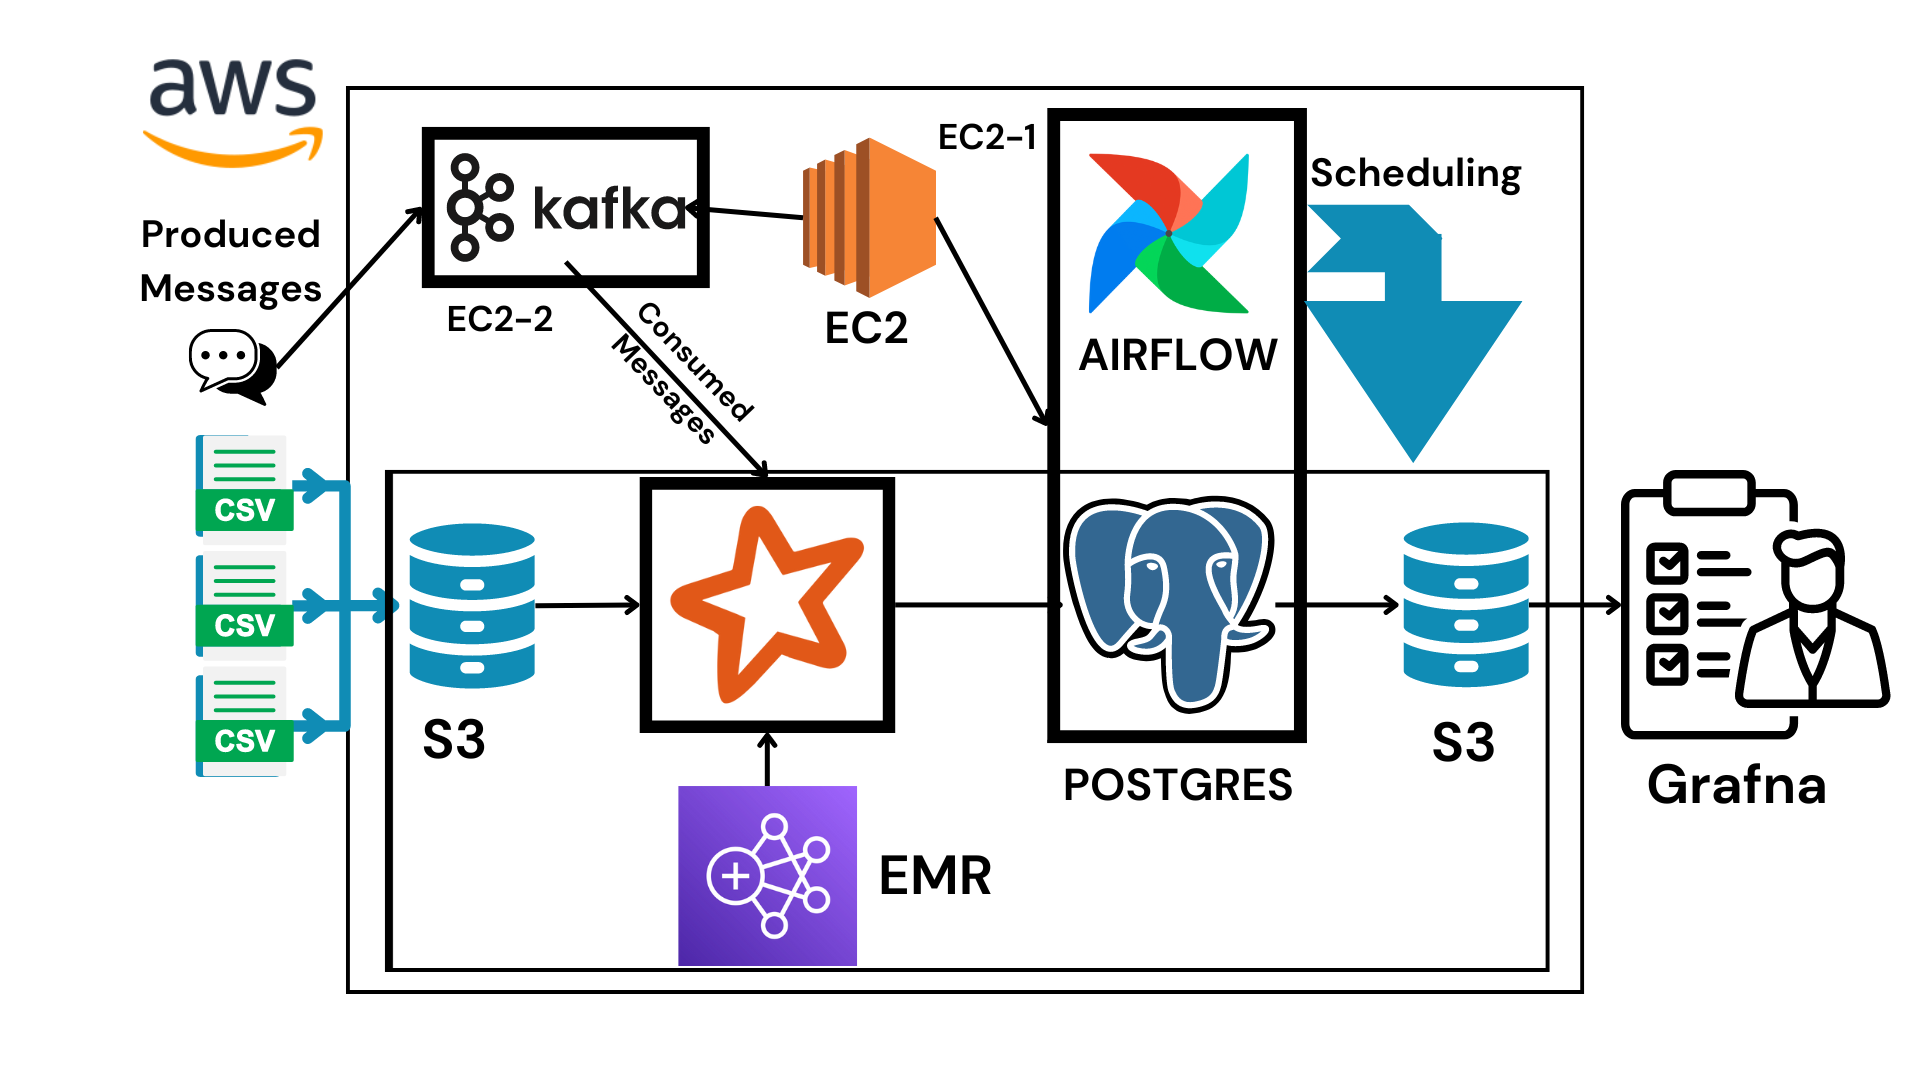 aws
EC2-1
Scheduling
kafka
Produced
Messages
EC2-2
EC2
AIRFLOW
Consumed
Messages
CSV
CSV
CSV
S3
S3
POSTGRES
Grafna
EMR